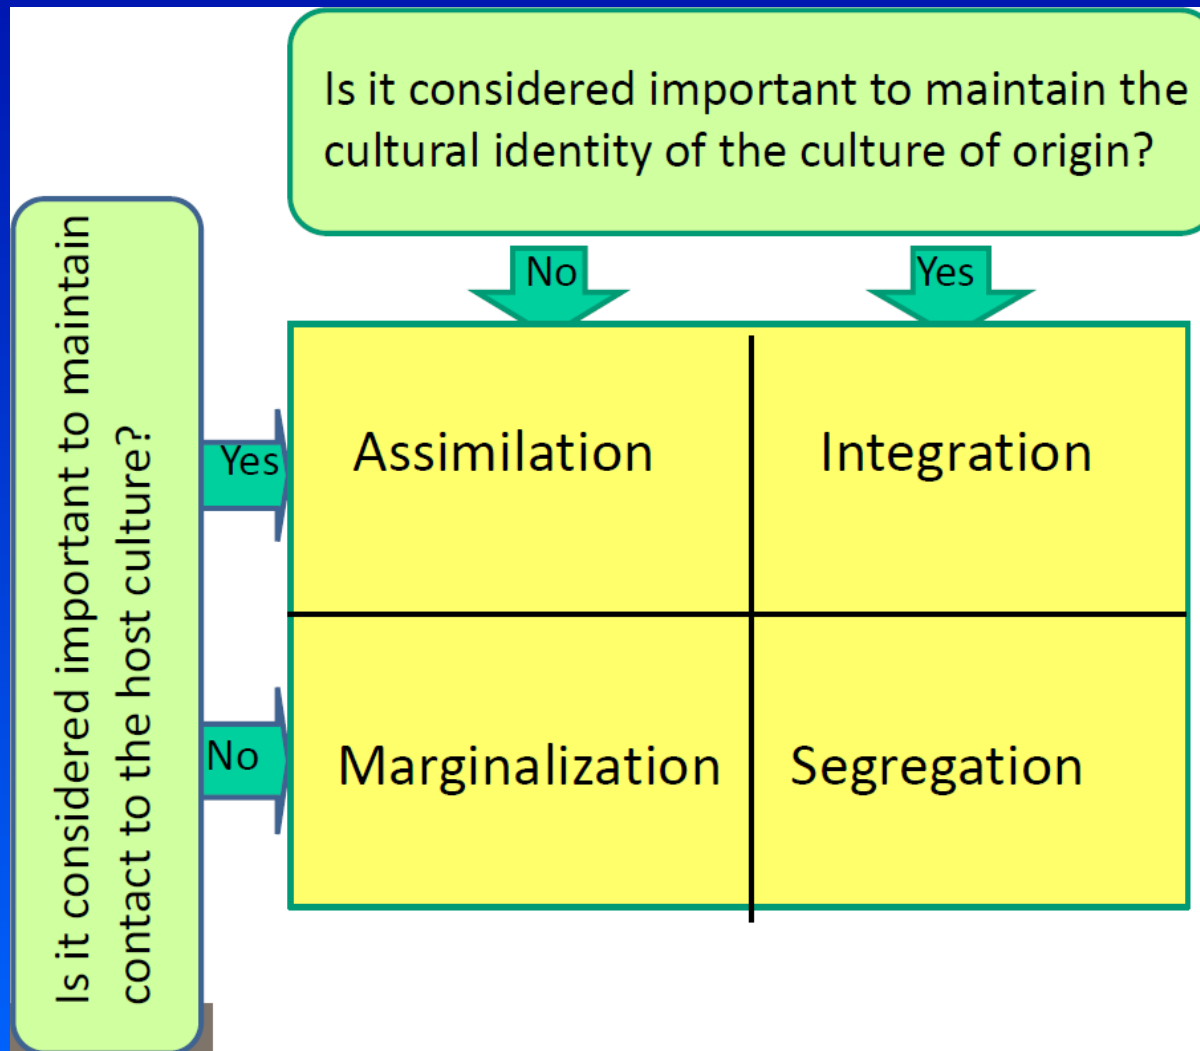 Is it considered important to maintain the
cultural identity of the culture of origin?
No
Yes
Is it considered important to maintain
contact to the host culture?
Yes
Assimilation
Integration
No
Marginalization
Segregation